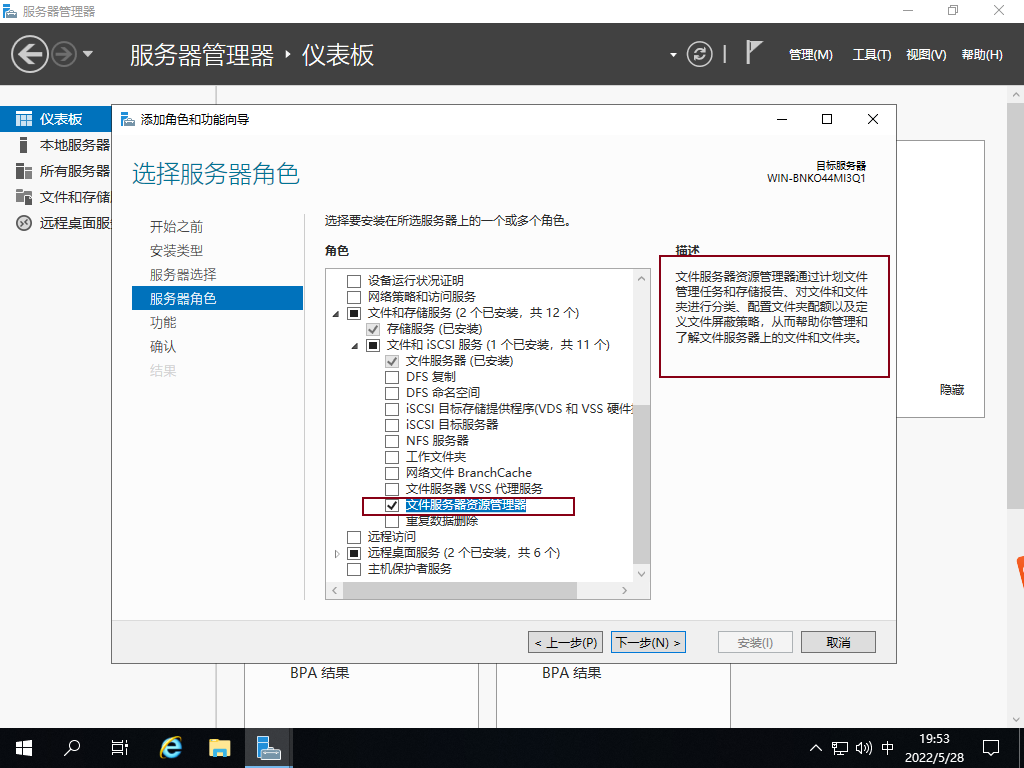 服务器管理器
服务器管理器 · 仪表板
管理(M) 工具(T) 视图(V) 帮助(H)
仪表板
本地服务器
所有服务器
文件和存储
远程桌面服
添加角色和功能向导
选择服务器角色
目标服务器
WIN-BNKO44MI3Q1
开始之前
安装类型
服务器选择
服务器角色
功能
确认
结果
选择要安装在所选服务器上的一个或多个角色。
角色
设备运行状况证明
网络策略和访问服务
文件和存储服务 (2 个已安装，共 12 个)
存储服务 (已安装)
文件和 iSCSI 服务 (1 个已安装，共 11 个)
文件服务器 (已安装)
DFS 复制
DFS 命名空间
iSCSI 目标存储提供程序(VDS 和 VSS 硬件
iSCSI 目标服务器
NFS 服务器
工作文件夹
网络文件 BranchCache
文件服务器 VSS 代理服务
文件服务器资源管理器
重复数据删除
远程访问
远程桌面服务 (2 个已安装，共 6 个)
主机保护者服务
描述
文件服务器资源管理器通过计划文件
管理任务和存储报告、对文件和文件
夹进行分类、配置文件夹配额以及定
义文件屏蔽策略，从而帮助你管理和
了解文件服务器上的文件和文件夹。
隐藏
< 上一步(P) 下一步(N) > 安装(I) 取消
BPA 结果 BPA 结果
中
19:53
2022/5/28